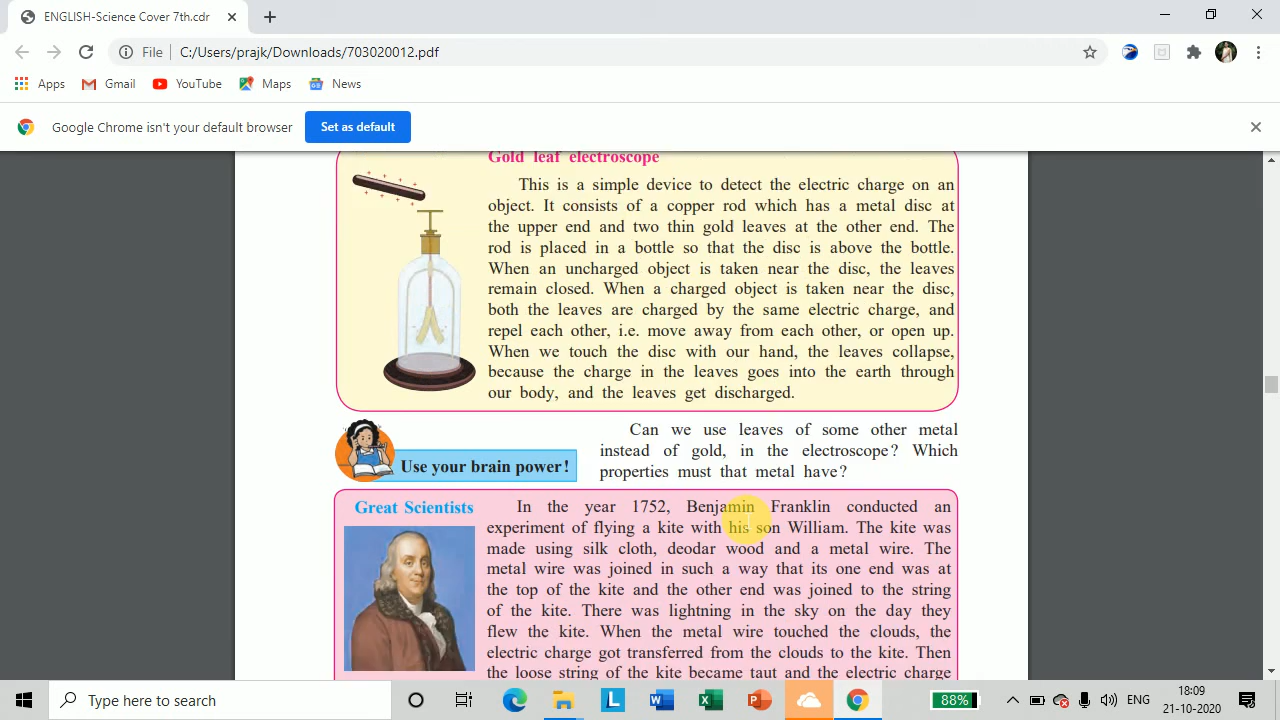 ENGLISH-Science Cover 7th.cdr
File C:/Users/prajk/Downloads/703020012.pdf
Apps Gmail YouTube Maps News
Google Chrome isn't your default browser Set as default
Gold leaf electroscope
This is a simple device to detect the electric charge on an
object. It consists of a copper rod which has a metal disc at
the upper end and two thin gold leaves at the other end. The
rod is placed in a bottle so that the disc is above the bottle.
When an uncharged object is taken near the disc, the leaves
remain closed. When a charged object is taken near the disc,
both the leaves are charged by the same electric charge, and
repel each other, i.e. move away from each other, or open up.
When we touch the disc with our hand, the leaves collapse,
because the charge in the leaves goes into the earth through
our body, and the leaves get discharged.
Use your brain power!
Can we use leaves of some other metal
instead of gold, in the electroscope? Which
properties must that metal have?
Great Scientists
In the year 1752, Benjamin Franklin conducted an
experiment of flying a kite with his son William. The kite was
made using silk cloth, deodar wood and a metal wire. The
metal wire was joined in such a way that its one end was at
the top of the kite and the other end was joined to the string
of the kite. There was lightning in the sky on the day they
flew the kite. When the metal wire touched the clouds, the
electric charge got transferred from the clouds to the kite. Then
the loose string of the kite became taut and the electric charge
Type here to search
88%
ENG
18:09
21-10-2020